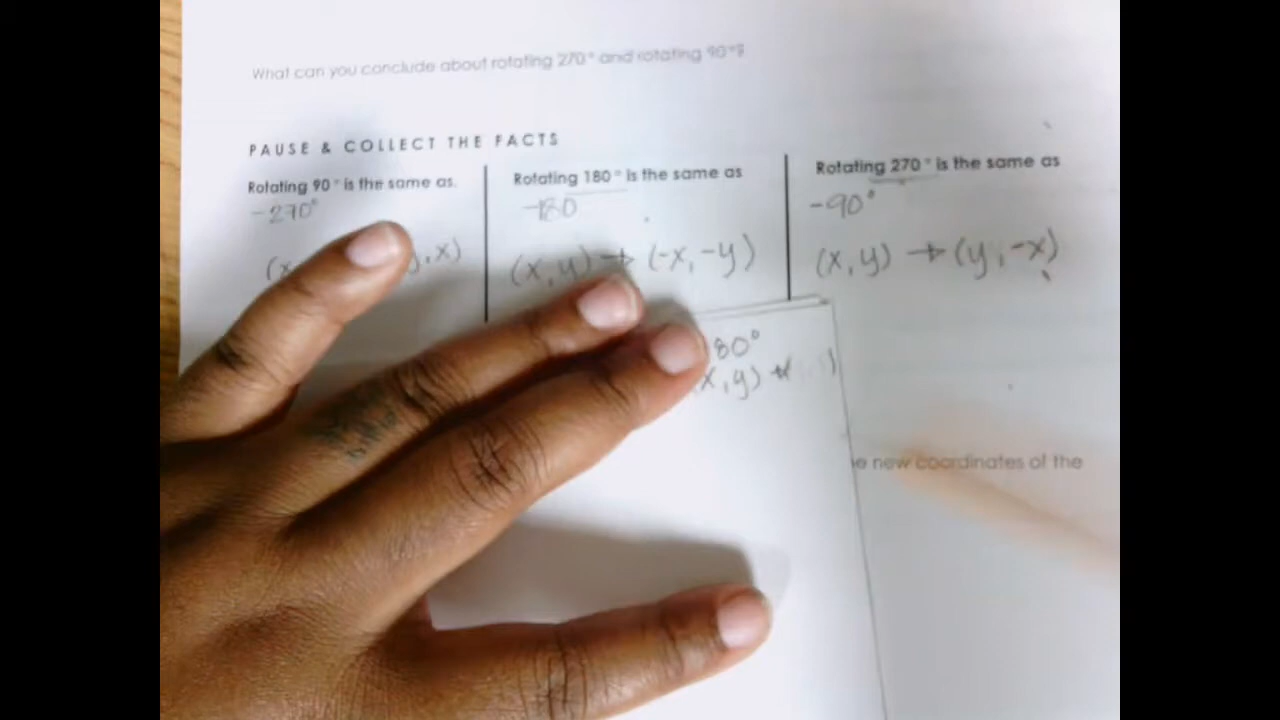 What can you conclude about rotating 270° and rotating 90°?
PAUSE & COLLECT THE FACTS
Rotating 90° is the same as.
-270°
(x ,x)
Rotating 180° is the same as
-180
(x,y) → (-x,-y)
Rotating 270° is the same as
-90°
(x,y) → (y,-x)
80°
x,y) →( )
e new coordinates of the